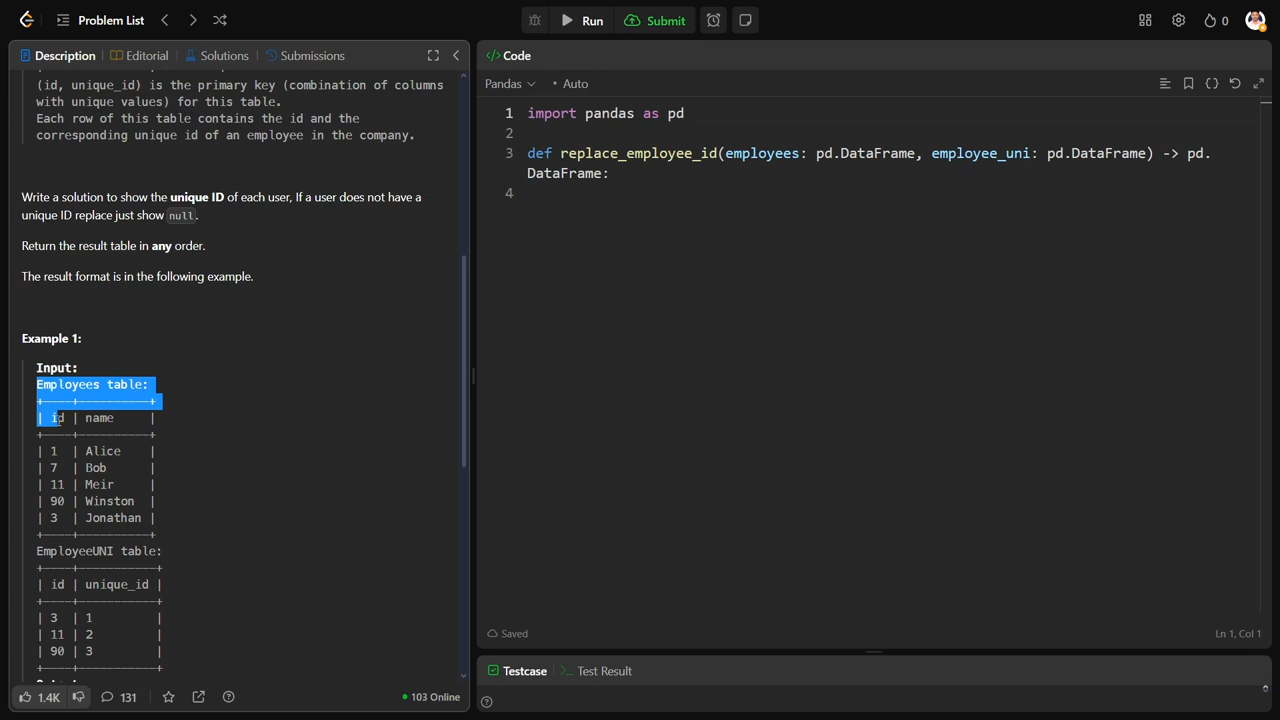 Problem List
Run
Submit
0
Description
Editorial
Solutions
Submissions
(id, unique_id) is the primary key (combination of columns
with unique values) for this table.
Each row of this table contains the id and the
corresponding unique id of an employee in the company.
Write a solution to show the unique ID of each user, If a user does not have a
unique ID replace just show null.
Return the result table in any order.
The result format is in the following example.
Example 1:
Input:
Employees table:
+----+----------+
| id | name     |
+----+----------+
| 1  | Alice    |
| 7  | Bob      |
| 11 | Meir     |
| 90 | Winston  |
| 3  | Jonathan |
+----+----------+
EmployeeUNI table:
+----+-----------+
| id | unique_id |
+----+-----------+
| 3  | 1         |
| 11 | 2         |
| 90 | 3         |
+----+-----------+
1.4K
131
103 Online
</> Code
Pandas
• Auto
1 import pandas as pd
2
3 def replace_employee_id(employees: pd.DataFrame, employee_uni: pd.DataFrame) -> pd.
DataFrame:
4
Saved
Ln 1, Col 1
Testcase
>_ Test Result